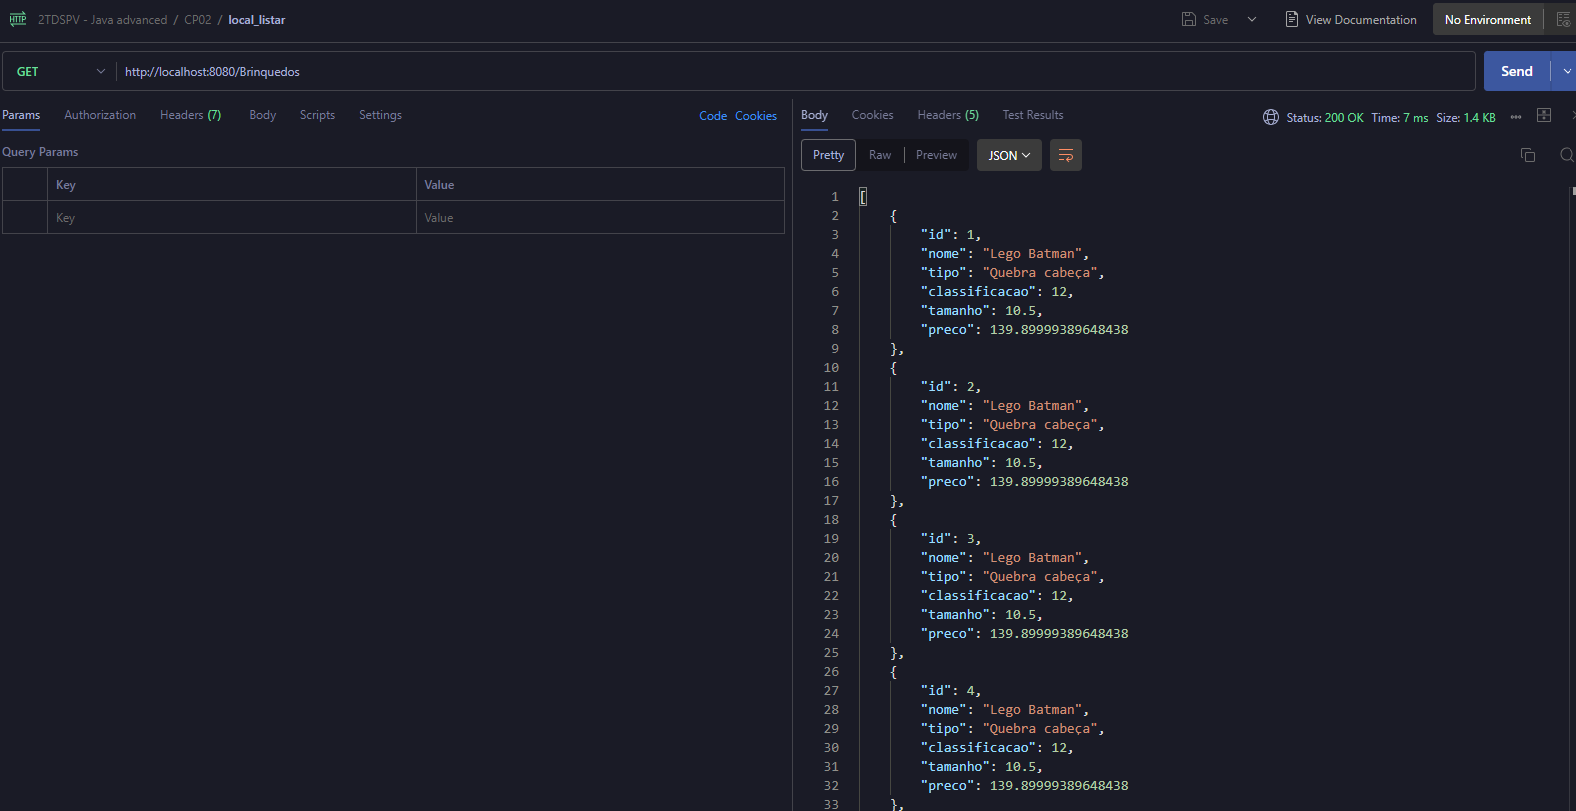 HTTP 2TDSPV - Java advanced / CP02 / local_listar Save View Documentation No Environment
GET http://localhost:8080/Brinquedos Send
Params Authorization Headers (7) Body Scripts Settings Code Cookies
Query Params
Key Value
Key Value
Body Cookies Headers (5) Test Results Status: 200 OK Time: 7 ms Size: 1.4 KB
Pretty Raw Preview JSON
1 [
2 {
3 "id": 1,
4 "nome": "Lego Batman",
5 "tipo": "Quebra cabeça",
6 "classificacao": 12,
7 "tamanho": 10.5,
8 "preco": 139.89999389648438
9 },
10 {
11 "id": 2,
12 "nome": "Lego Batman",
13 "tipo": "Quebra cabeça",
14 "classificacao": 12,
15 "tamanho": 10.5,
16 "preco": 139.89999389648438
17 },
18 {
19 "id": 3,
20 "nome": "Lego Batman",
21 "tipo": "Quebra cabeça",
22 "classificacao": 12,
23 "tamanho": 10.5,
24 "preco": 139.89999389648438
25 },
26 {
27 "id": 4,
28 "nome": "Lego Batman",
29 "tipo": "Quebra cabeça",
30 "classificacao": 12,
31 "tamanho": 10.5,
32 "preco": 139.89999389648438
33 },